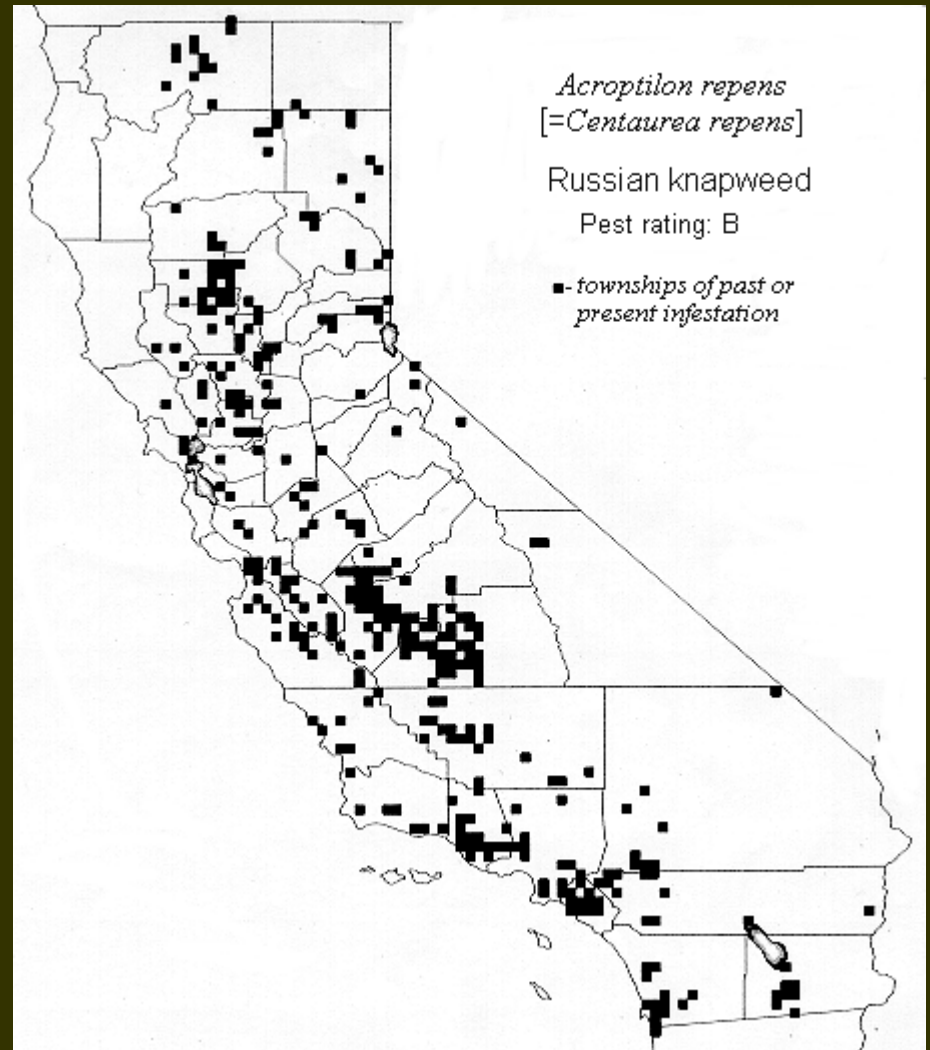 Acroptilon repens
[=Centaurea repens]
Russian knapweed
Pest rating: B
- townships of past or
present infestation